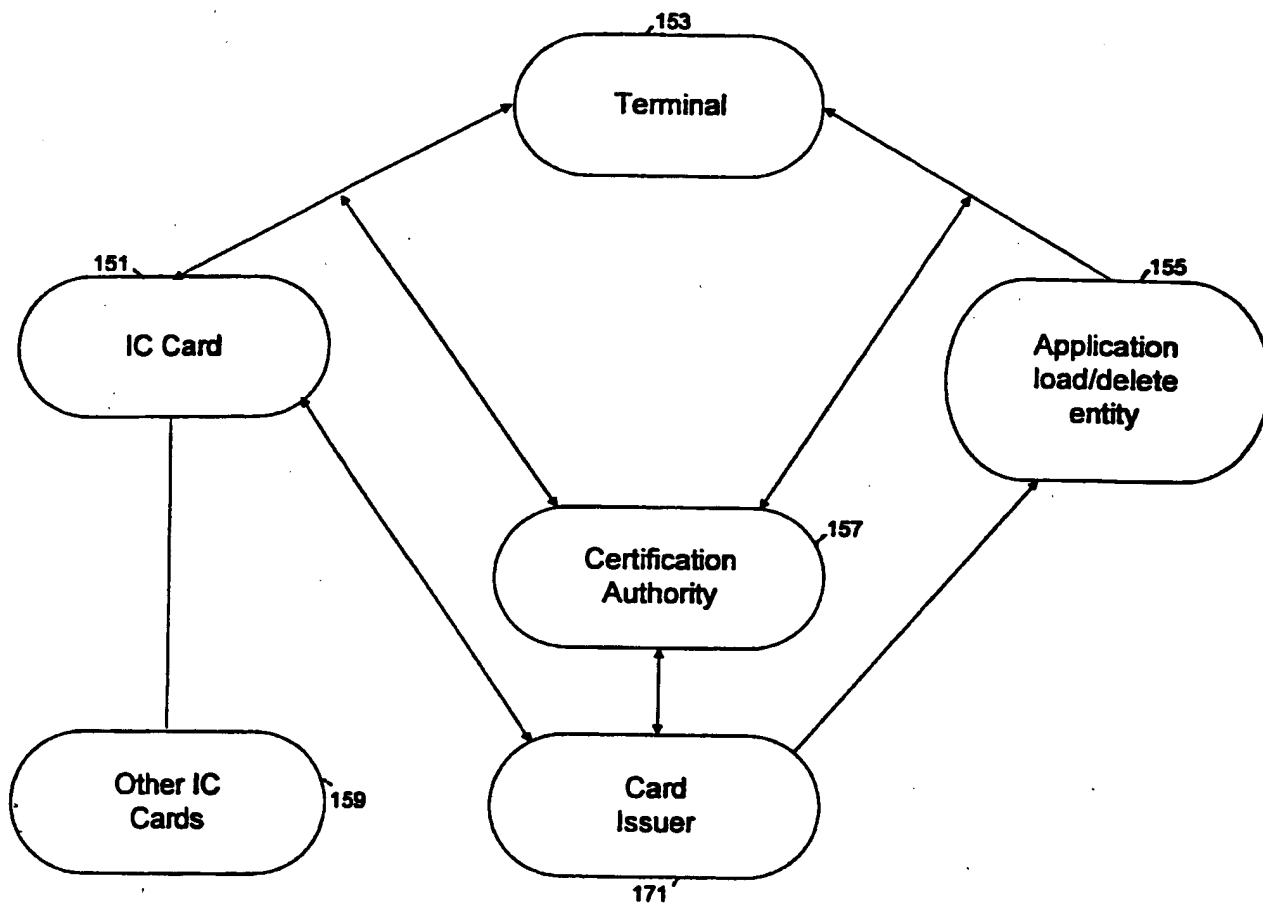 153
Terminal
151
IC Card
155
Application
load/delete
entity
157
Certification
Authority
Other IC
Cards
159
Card
Issuer
171